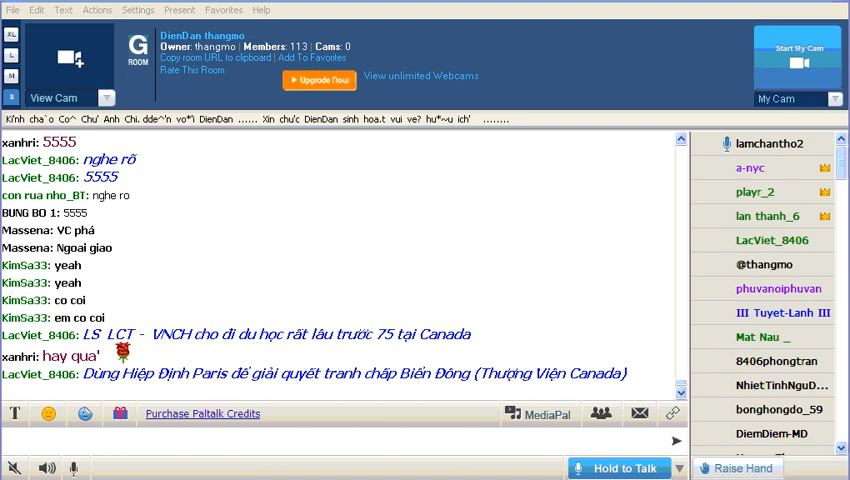 File Edit Text Actions Settings Present Favorites Help
XL
L
M
S
View Cam
G
ROOM
DienDan thangmo
Owner: thangmo | Members: 113 | Cams: 0
Copy room URL to clipboard | Add To Favorites
Rate This Room
Upgrade Now
View unlimited Webcams
Start My Cam
My Cam
Ki'nh cha`o Co^ Chu' Anh Chi. dde^'n vo*'i DienDan ...... Xin chu'c DienDan sinh hoa.t vui ve? hu*~u ich' ........
xanhri: 5555
LacViet_8406: nghe rõ
LacViet_8406: 5555
con rua nho_BT: nghe ro
BUNG BO 1: 5555
Massena: VC phá
Massena: Ngoai giao
KimSa33: yeah
KimSa33: yeah
KimSa33: co coi
KimSa33: em co coi
LacViet_8406: LS LCT - VNCH cho đi du học rất lâu trước 75 tại Canada
xanhri: hay qua'
LacViet_8406: Dùng Hiệp Định Paris để giải quyết tranh chấp Biển Đông (Thượng Viện Canada)
lamchantho2
a-nyc
playr_2
lan thanh_6
LacViet_8406
@thangmo
phuvanoiphuvan
III Tuyet-Lanh III
Mat Nau _
8406phongtran
NhietTinhNguD...
bonghongdo_59
DiemDiem-MD
T
Purchase Paltalk Credits
MediaPal
Hold to Talk
Raise Hand